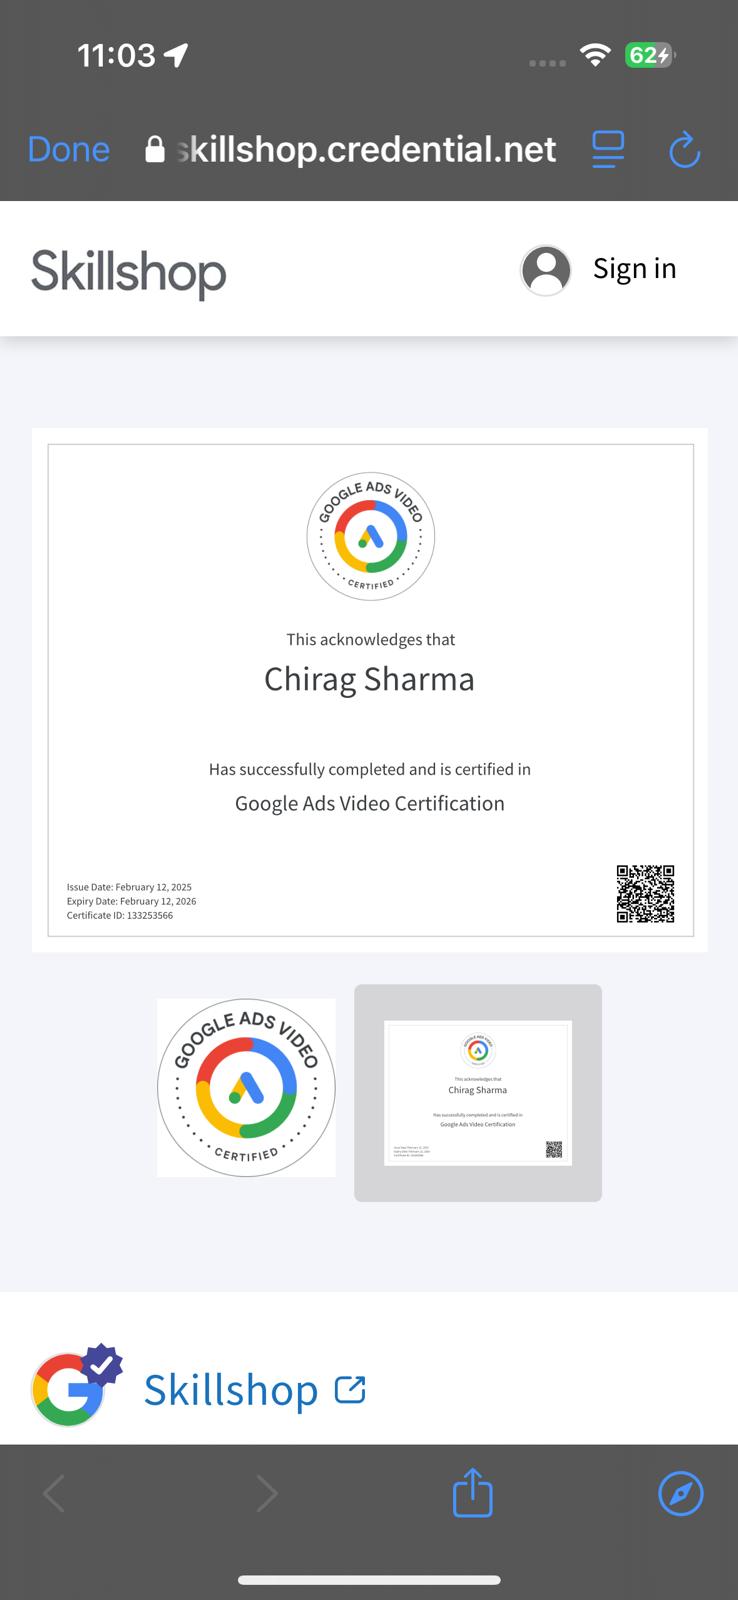 11:03
62
Done
skillshop.credential.net
Skillshop
Sign in
GOOGLE ADS VIDEO
CERTIFIED
This acknowledges that
Chirag Sharma
Has successfully completed and is certified in
Google Ads Video Certification
Issue Date: February 12, 2025
Expiry Date: February 12, 2026
Certificate ID: 133253566
GOOGLE ADS VIDEO
CERTIFIED
This acknowledges that
Chirag Sharma
Has successfully completed and is certified in
Google Ads Video Certification
Skillshop